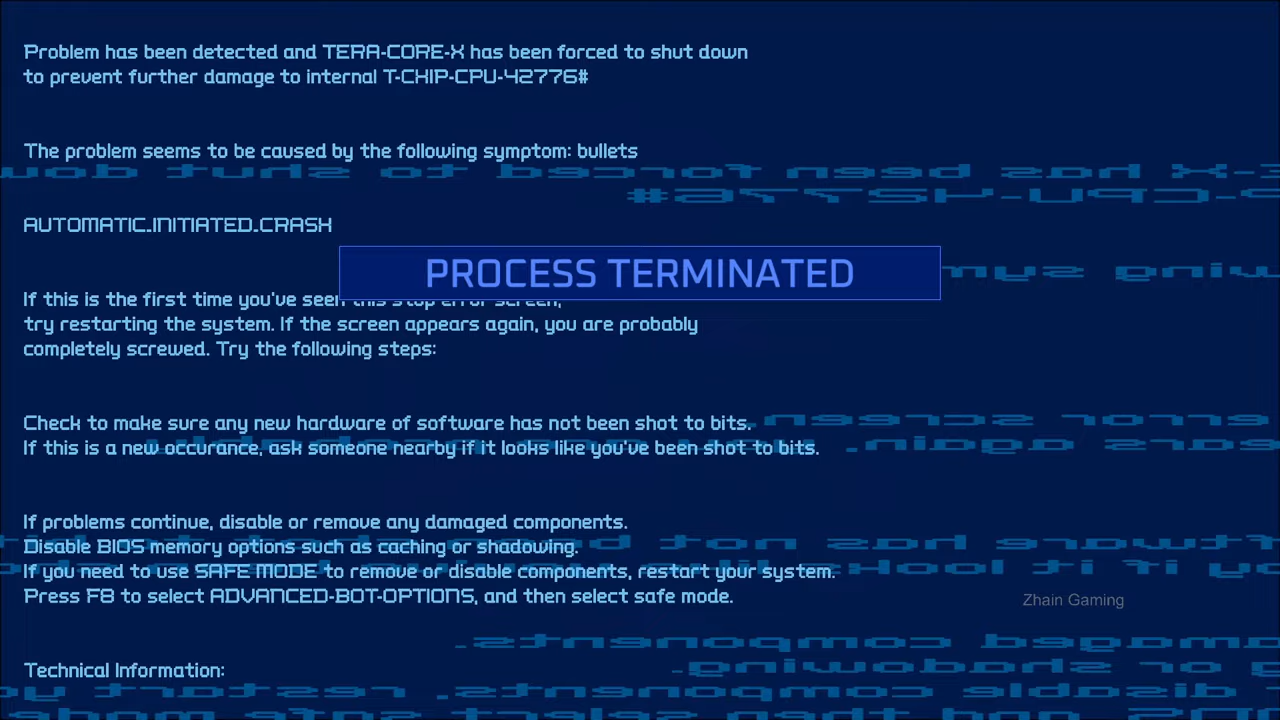 Problem has been detected and TERA-CORE-X has been forced to shut down
to prevent further damage to internal T-CHIP-CPU-42776#
The problem seems to be caused by the following symptom: bullets
AUTOMATIC_INITIATED_CRASH
PROCESS TERMINATED
If this is the first time you've seen this stop error screen,
try restarting the system. If the screen appears again, you are probably
completely screwed. Try the following steps:
Check to make sure any new hardware of software has not been shot to bits.
If this is a new occurance, ask someone nearby if it looks like you've been shot to bits.
If problems continue, disable or remove any damaged components.
Disable BIOS memory options such as caching or shadowing.
If you need to use SAFE MODE to remove or disable components, restart your system.
Press F8 to select ADVANCED-BOT-OPTIONS, and then select safe mode.
Zhain Gaming
Technical Information: